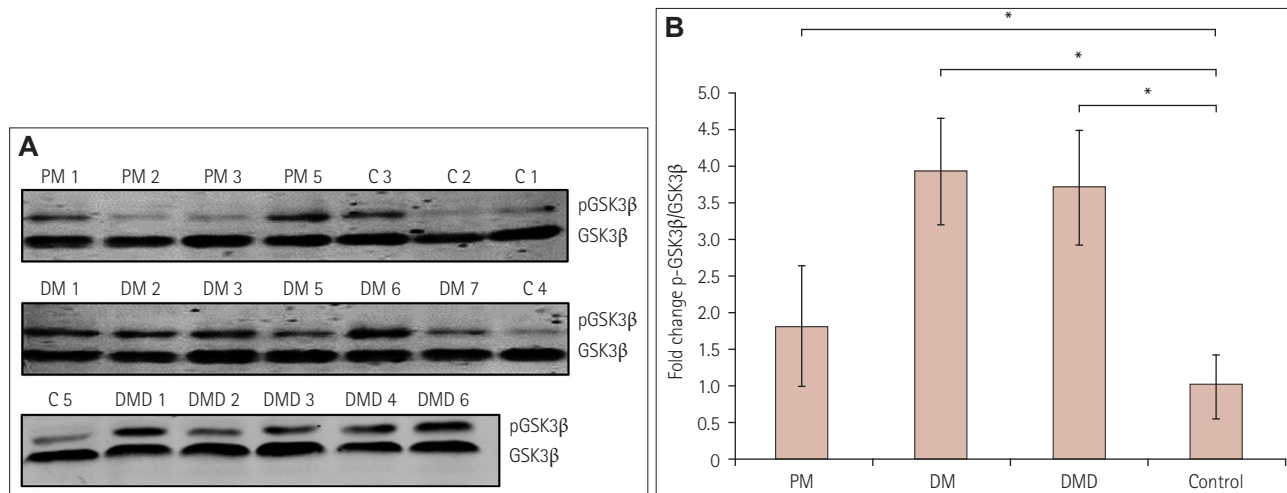 A
PM 1 PM 2 PM 3 PM 5 C 3 C 2 C 1
pGSK3β
GSK3β
DM 1 DM 2 DM 3 DM 5 DM 6 DM 7 C 4
pGSK3β
GSK3β
C 5 DMD 1 DMD 2 DMD 3 DMD 4 DMD 6
pGSK3β
GSK3β
B
*
*
*
Fold change p-GSK3β/GSK3β
5.0
4.5
4.0
3.5
3.0
2.5
2.0
1.5
1.0
0.5
0
PM DM DMD Control